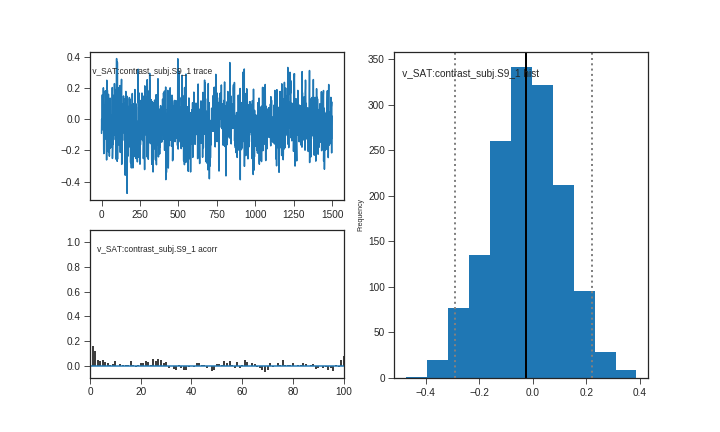 v_SAT:contrast_subj.S9_1 trace
0.4
0.2
0.0
−0.2
−0.4
0 250 500 750 1000 1250 1500
v_SAT:contrast_subj.S9_1 acorr
1.0
0.8
0.6
0.4
0.2
0.0
0 20 40 60 80 100
v_SAT:contrast_subj.S9_1 hist
Frequency
350
300
250
200
150
100
50
0
−0.4 −0.2 0.0 0.2 0.4